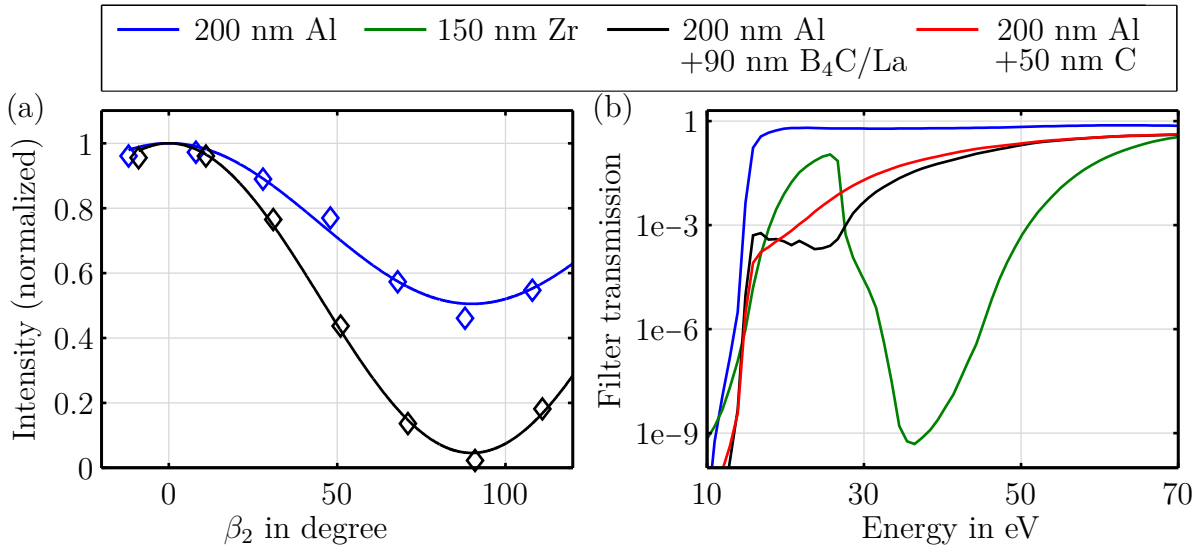 200 nm Al 150 nm Zr 200 nm Al 200 nm Al
+90 nm B₄C/La +50 nm C
(a) (b)
Intensity (normalized)
1
0.8
0.6
0.4
0.2
0
0 50 100
β₂ in degree
Filter transmission
1
1e−3
1e−6
1e−9
10 30 50 70
Energy in eV